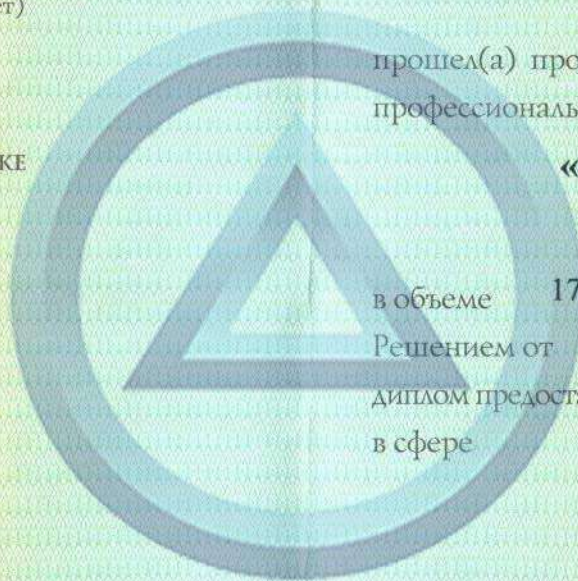 ет)
КЕ
прошел(а) про
профессиональ
«
в объеме 17
Решением от
диплом предост
в сфере